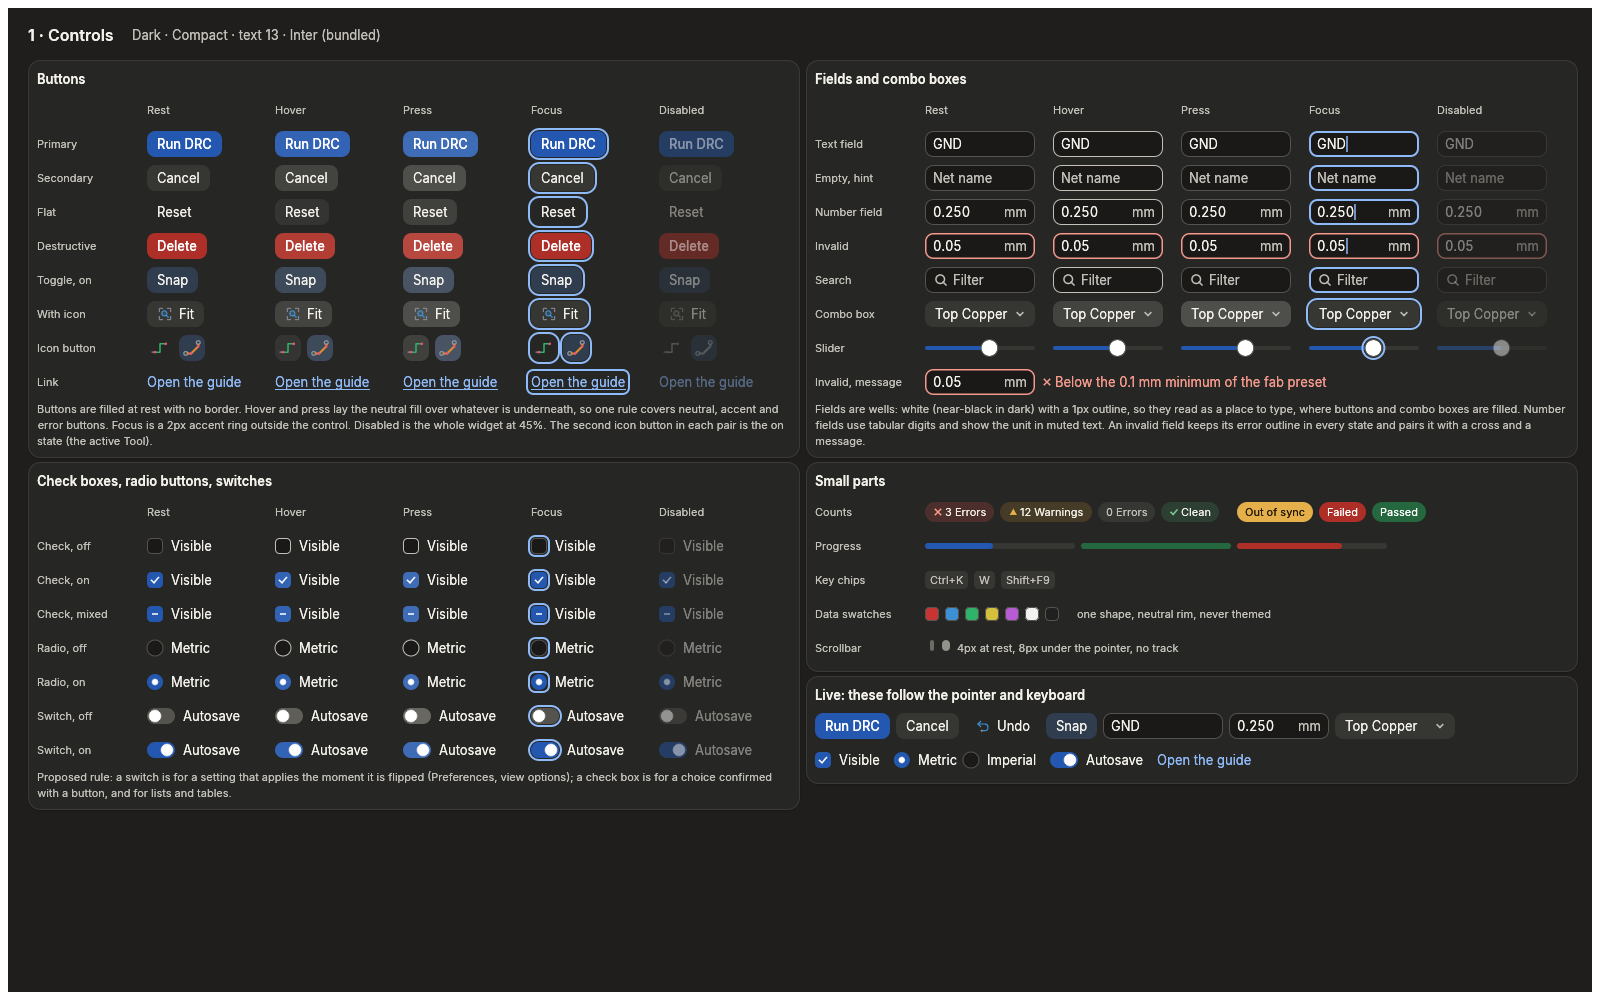 1 · Controls Dark · Compact · text 13 · Inter (bundled)
Buttons
Rest Hover Press Focus Disabled
Primary Run DRC Run DRC Run DRC Run DRC Run DRC
Secondary Cancel Cancel Cancel Cancel Cancel
Flat Reset Reset Reset Reset Reset
Destructive Delete Delete Delete Delete Delete
Toggle, on Snap Snap Snap Snap Snap
With icon Fit Fit Fit Fit Fit
Icon button
Link Open the guide Open the guide Open the guide Open the guide Open the guide
Buttons are filled at rest with no border. Hover and press lay the neutral fill over whatever is underneath, so one rule covers neutral, accent and
error buttons. Focus is a 2px accent ring outside the control. Disabled is the whole widget at 45%. The second icon button in each pair is the on
state (the active Tool).
Fields and combo boxes
Rest Hover Press Focus Disabled
Text field GND GND GND GND GND
Empty, hint Net name Net name Net name Net name Net name
Number field 0.250 mm 0.250 mm 0.250 mm 0.250 mm 0.250 mm
Invalid 0.05 mm 0.05 mm 0.05 mm 0.05 mm 0.05 mm
Search Filter Filter Filter Filter Filter
Combo box Top Copper Top Copper Top Copper Top Copper Top Copper
Slider
Invalid, message 0.05 mm Below the 0.1 mm minimum of the fab preset
Fields are wells: white (near-black in dark) with a 1px outline, so they read as a place to type, where buttons and combo boxes are filled. Number
fields use tabular digits and show the unit in muted text. An invalid field keeps its error outline in every state and pairs it with a cross and a
message.
Check boxes, radio buttons, switches
Rest Hover Press Focus Disabled
Check, off Visible Visible Visible Visible Visible
Check, on Visible Visible Visible Visible Visible
Check, mixed Visible Visible Visible Visible Visible
Radio, off Metric Metric Metric Metric Metric
Radio, on Metric Metric Metric Metric Metric
Switch, off Autosave Autosave Autosave Autosave Autosave
Switch, on Autosave Autosave Autosave Autosave Autosave
Proposed rule: a switch is for a setting that applies the moment it is flipped (Preferences, view options); a check box is for a choice confirmed
with a button, and for lists and tables.
Small parts
Counts 3 Errors 12 Warnings 0 Errors Clean Out of sync Failed Passed
Progress
Key chips Ctrl+K W Shift+F9
Data swatches one shape, neutral rim, never themed
Scrollbar 4px at rest, 8px under the pointer, no track
Live: these follow the pointer and keyboard
Run DRC Cancel Undo Snap GND 0.250 mm Top Copper
Visible Metric Imperial Autosave Open the guide